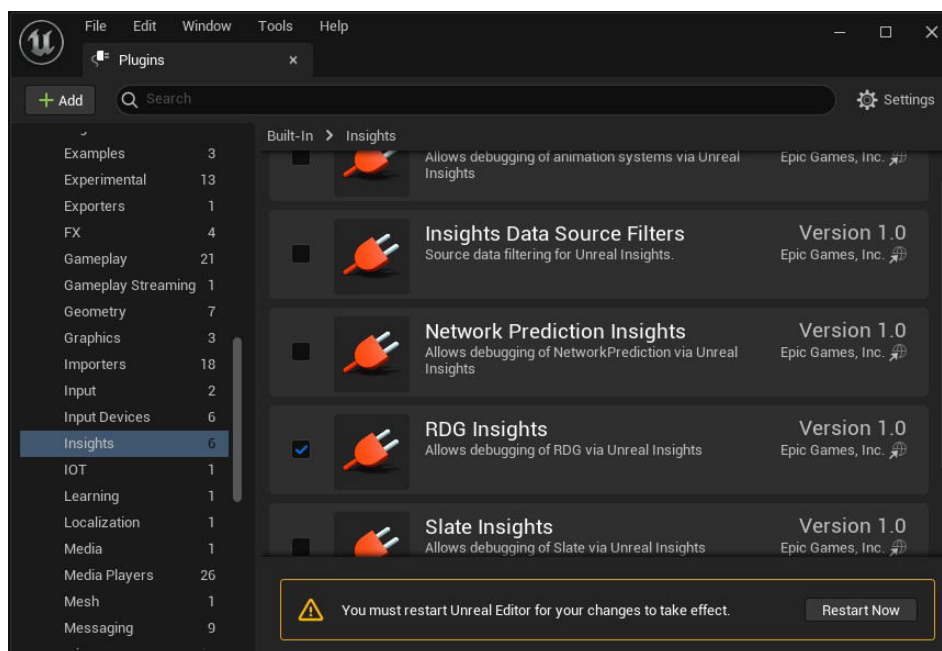 File Edit Window Tools Help
Plugins
Add
Search
Settings
Examples 3
Experimental 13
Exporters 1
FX 4
Gameplay 21
Gameplay Streaming 1
Geometry 7
Graphics 3
Importers 18
Input 2
Input Devices 6
Insights 6
IOT 1
Learning 1
Localization 1
Media 1
Media Players 26
Mesh 1
Messaging 9
Built-In > Insights
Allows debugging of animation systems via Unreal
Insights
Epic Games, Inc.
Insights Data Source Filters
Source data filtering for Unreal Insights.
Version 1.0
Epic Games, Inc.
Network Prediction Insights
Allows debugging of NetworkPrediction via Unreal
Insights
Version 1.0
Epic Games, Inc.
RDG Insights
Allows debugging of RDG via Unreal Insights
Version 1.0
Epic Games, Inc.
Slate Insights
Allows debugging of Slate via Unreal Insights
Version 1.0
Epic Games, Inc.
You must restart Unreal Editor for your changes to take effect.
Restart Now